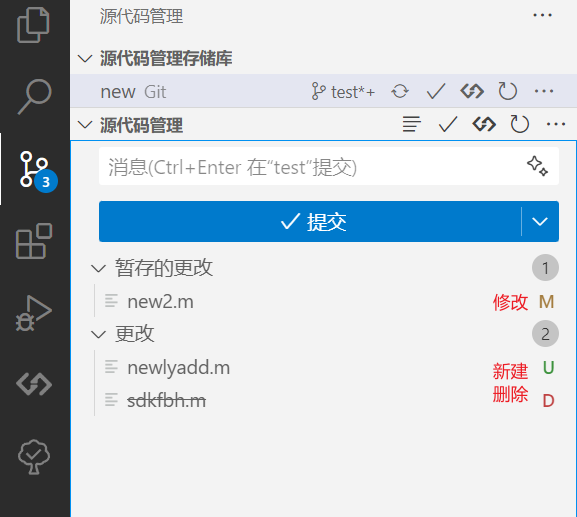 源代码管理
源代码管理存储库
new Git test*+
源代码管理
3
消息(Ctrl+Enter 在“test”提交)
提交
暂存的更改 1
new2.m 修改 M
更改 2
newlyadd.m 新建 U
sdkfbh.m 删除 D